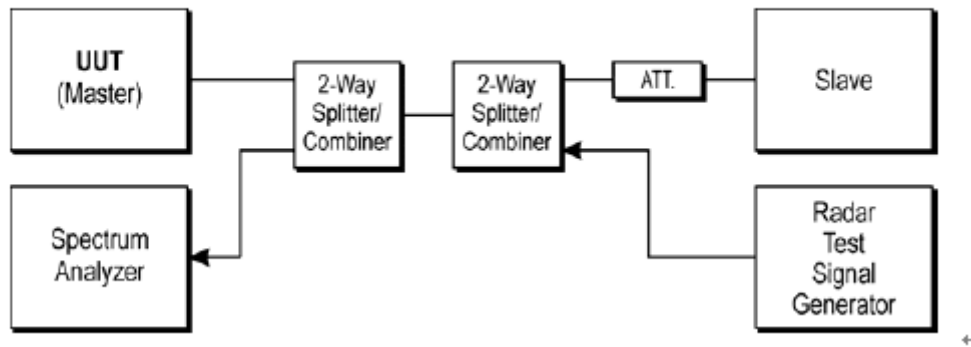 UUT
(Master)
2-Way
Splitter/
Combiner
2-Way
Splitter/
Combiner
ATT.
Slave
Spectrum
Analyzer
Radar
Test
Signal
Generator